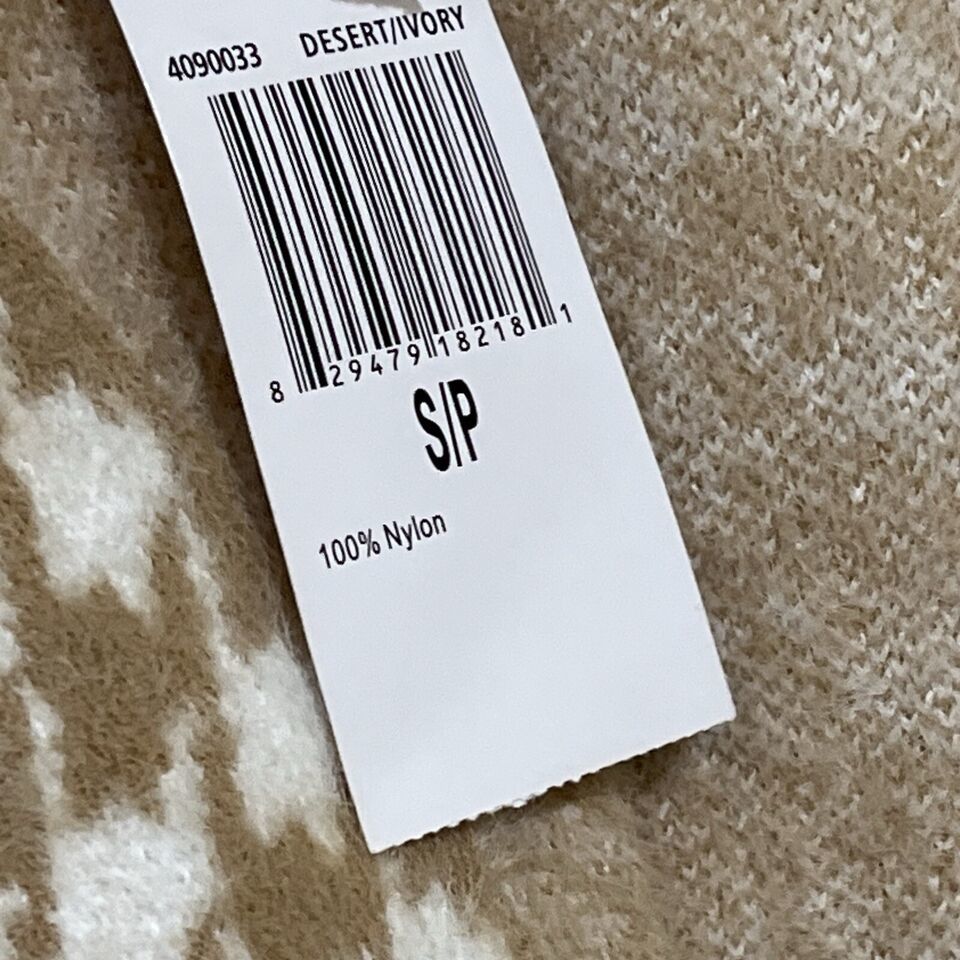 4090033 DESERT/IVORY
8 29479 18218 1
S/P
100% Nylon